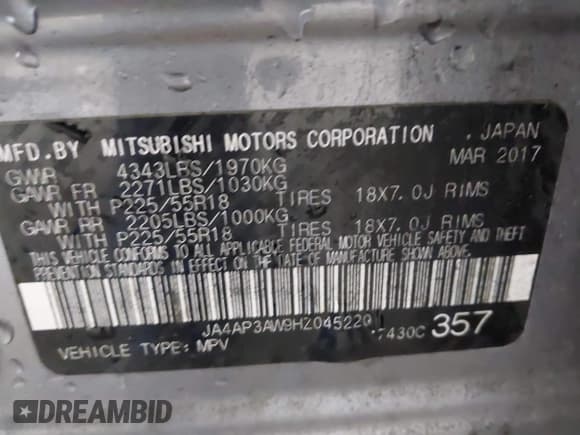 MFD.BY MITSUBISHI MOTORS CORPORATION . JAPAN
GWR 4343LBS/1970KG MAR 2017
GAWR FR 2271LBS/1030KG
WITH P225/55R18 TIRES 18X7.0J RIMS
GAWR RR 2205LBS/1000KG
WITH P225/55R18 TIRES 18X7.0J RIMS
THIS VEHICLE CONFORMS TO ALL APPLICABLE FEDERAL MOTOR VEHICLE SAFETY AND THEFT
PREVENTION STANDARDS IN EFFECT ON THE DATE OF MANUFACTURE SHOWN ABOVE.
JA4AP3AW9HZ045220
VEHICLE TYPE: MPV 7430C 357
DREAMBID